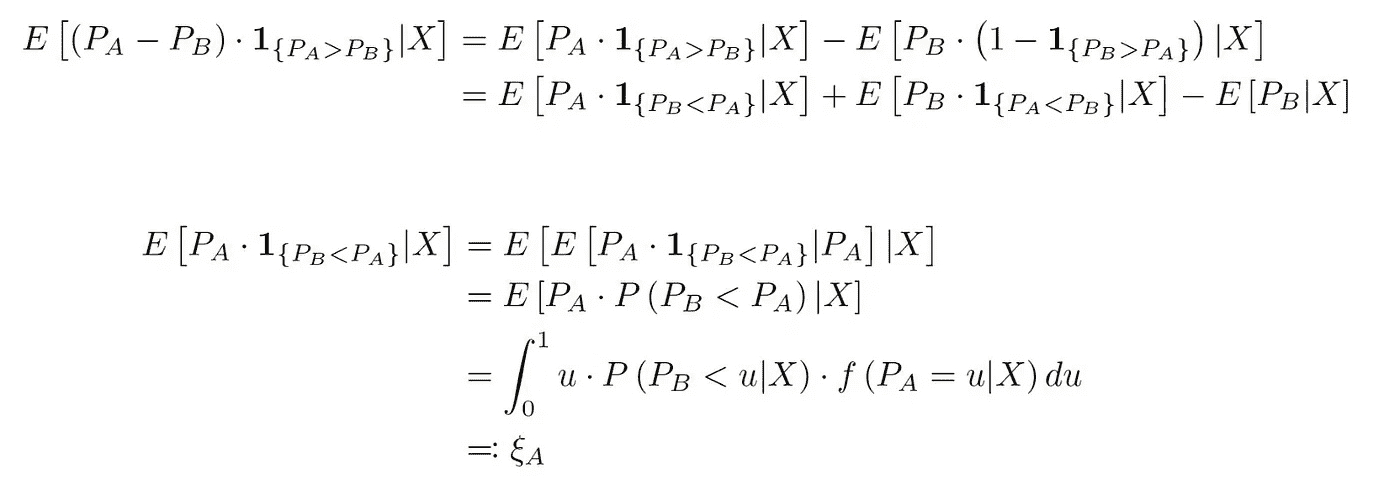 E [(P_A − P_B) · 1_{P_A>P_B}|X] = E [P_A · 1_{P_A>P_B}|X] − E [P_B · (1 − 1_{P_B>P_A}) |X]
= E [P_A · 1_{P_B<P_A}|X] + E [P_B · 1_{P_A<P_B}|X] − E [P_B|X]
E [P_A · 1_{P_B<P_A}|X] = E [E [P_A · 1_{P_B<P_A}|P_A] |X]
= E [P_A · P (P_B < P_A) |X]
= ∫_0^1 u · P (P_B < u|X) · f (P_A = u|X) du
=: ξ_A